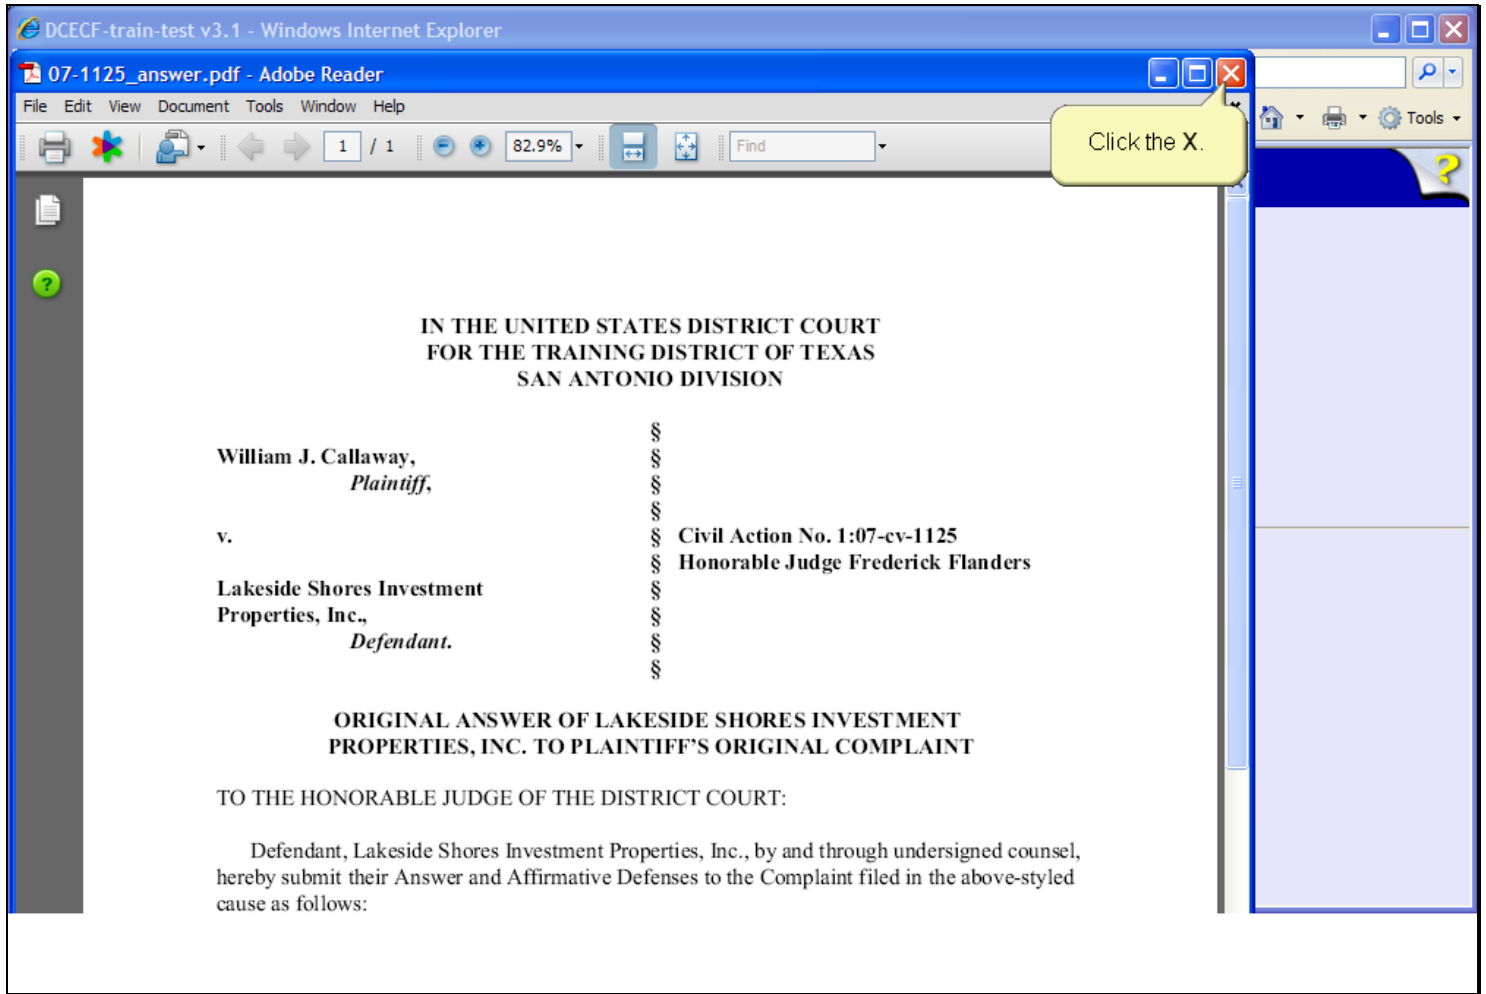 DCECF-train-test v3.1 - Windows Internet Explorer
07-1125_answer.pdf - Adobe Reader
File Edit View Document Tools Window Help
1 / 1 82.9% Find
Click the X.
Tools
IN THE UNITED STATES DISTRICT COURT
FOR THE TRAINING DISTRICT OF TEXAS
SAN ANTONIO DIVISION
§
William J. Callaway, §
Plaintiff, §
§
v. § Civil Action No. 1:07-cv-1125
§ Honorable Judge Frederick Flanders
Lakeside Shores Investment §
Properties, Inc., §
Defendant. §
§
ORIGINAL ANSWER OF LAKESIDE SHORES INVESTMENT
PROPERTIES, INC. TO PLAINTIFF'S ORIGINAL COMPLAINT
TO THE HONORABLE JUDGE OF THE DISTRICT COURT:
Defendant, Lakeside Shores Investment Properties, Inc., by and through undersigned counsel,
hereby submit their Answer and Affirmative Defenses to the Complaint filed in the above-styled
cause as follows: